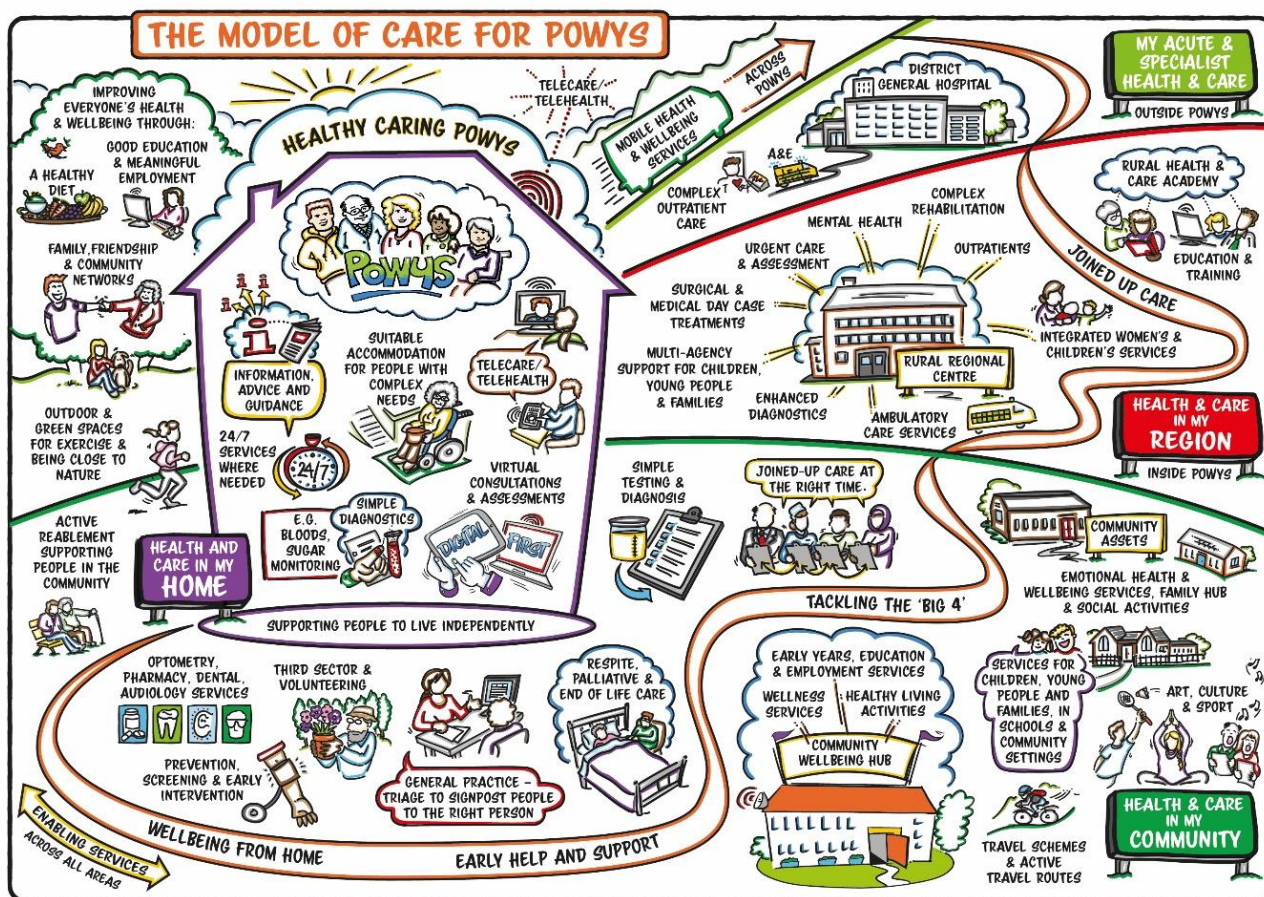 THE MODEL OF CARE FOR POWYS
IMPROVING
EVERYONE'S HEALTH
& WELLBEING THROUGH:
GOOD EDUCATION
& MEANINGFUL
EMPLOYMENT
A HEALTHY
DIET
FAMILY, FRIENDSHIP
& COMMUNITY
NETWORKS
OUTDOOR &
GREEN SPACES
FOR EXERCISE &
BEING CLOSE TO
NATURE
ACTIVE
REABLEMENT
SUPPORTING
PEOPLE IN THE
COMMUNITY
HEALTHY CARING POWYS
TELECARE/
TELEHEALTH
POWYS
i i i
i
INFORMATION,
ADVICE AND
GUIDANCE
SUITABLE
ACCOMMODATION
FOR PEOPLE WITH
COMPLEX
NEEDS
TELECARE/
TELEHEALTH
24/7
SERVICES
WHERE
NEEDED
24/7
VIRTUAL
CONSULTATIONS
& ASSESSMENTS
E.G.
BLOODS,
SUGAR
MONITORING
SIMPLE
DIAGNOSTICS
DIGITAL
FIRST
HEALTH AND
CARE IN MY
HOME
SUPPORTING PEOPLE TO LIVE INDEPENDENTLY
MOBILE HEALTH
& WELLBEING
SERVICES
ACROSS
POWYS
DISTRICT
GENERAL HOSPITAL
A&E
COMPLEX
OUTPATIENT
CARE
MY ACUTE &
SPECIALIST
HEALTH & CARE
OUTSIDE POWYS
RURAL HEALTH &
CARE ACADEMY
EDUCATION &
TRAINING
JOINED UP CARE
MENTAL HEALTH
COMPLEX
REHABILITATION
URGENT CARE
& ASSESSMENT
OUTPATIENTS
SURGICAL &
MEDICAL DAY CASE
TREATMENTS
INTEGRATED WOMEN'S &
CHILDREN'S SERVICES
MULTI-AGENCY
SUPPORT FOR CHILDREN,
YOUNG PEOPLE
& FAMILIES
RURAL REGIONAL
CENTRE
ENHANCED
DIAGNOSTICS
AMBULATORY
CARE SERVICES
HEALTH & CARE
IN MY
REGION
INSIDE POWYS
SIMPLE
TESTING &
DIAGNOSIS
JOINED-UP CARE AT
THE RIGHT TIME.
COMMUNITY
ASSETS
EMOTIONAL HEALTH &
WELLBEING SERVICES, FAMILY HUB
& SOCIAL ACTIVITIES
TACKLING THE 'BIG 4'
OPTOMETRY,
PHARMACY, DENTAL,
AUDIOLOGY SERVICES
THIRD SECTOR &
VOLUNTEERING
PREVENTION,
SCREENING & EARLY
INTERVENTION
GENERAL PRACTICE –
TRIAGE TO SIGNPOST PEOPLE
TO THE RIGHT PERSON
RESPITE,
PALLIATIVE &
END OF LIFE CARE
EARLY YEARS, EDUCATION
& EMPLOYMENT SERVICES
WELLNESS
SERVICES
HEALTHY LIVING
ACTIVITIES
COMMUNITY
WELLBEING HUB
SERVICES FOR
CHILDREN, YOUNG
PEOPLE AND
FAMILIES, IN
SCHOOLS &
COMMUNITY
SETTINGS
ART, CULTURE
& SPORT
TRAVEL SCHEMES
& ACTIVE
TRAVEL ROUTES
HEALTH & CARE
IN MY
COMMUNITY
ENABLING SERVICES
ACROSS ALL AREAS
WELLBEING FROM HOME
EARLY HELP AND SUPPORT